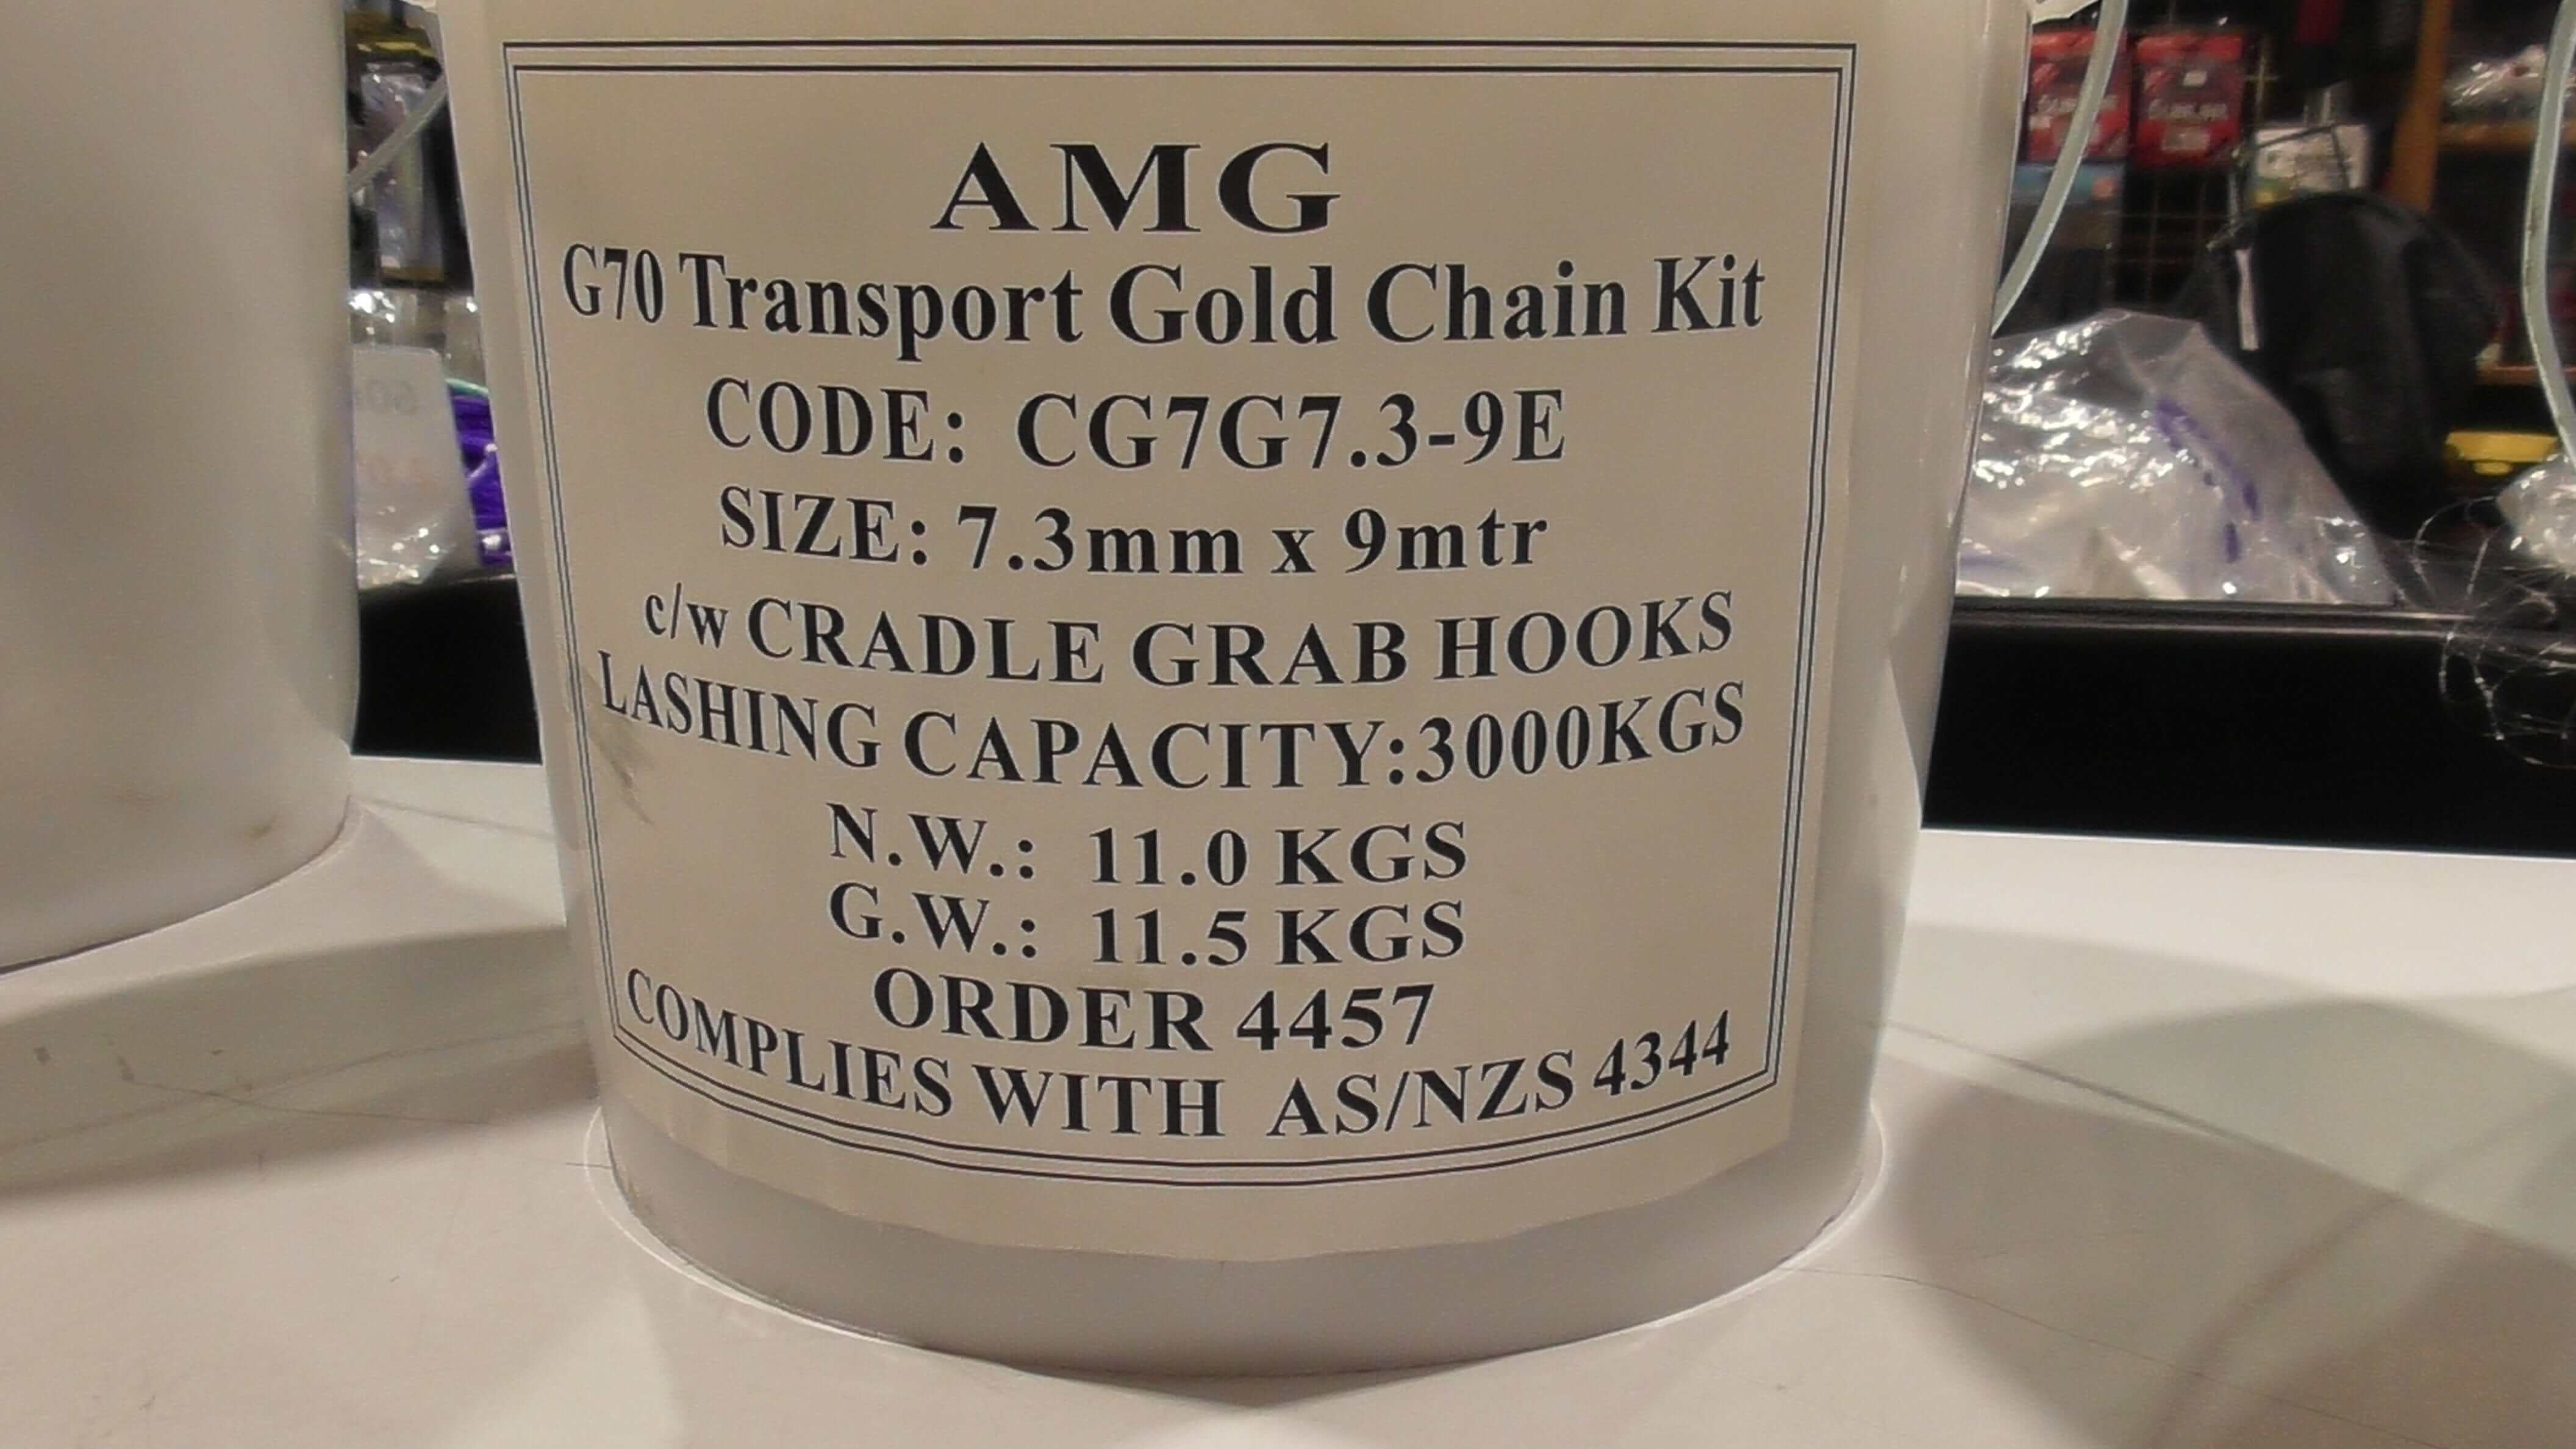 AMG
G70 Transport Gold Chain Kit
CODE: CG7G7.3-9E
SIZE: 7.3mm x 9mtr
c/w CRADLE GRAB HOOKS
LASHING CAPACITY:3000KGS
N.W.: 11.0 KGS
G.W.: 11.5 KGS
ORDER 4457
COMPLIES WITH AS/NZS 4344